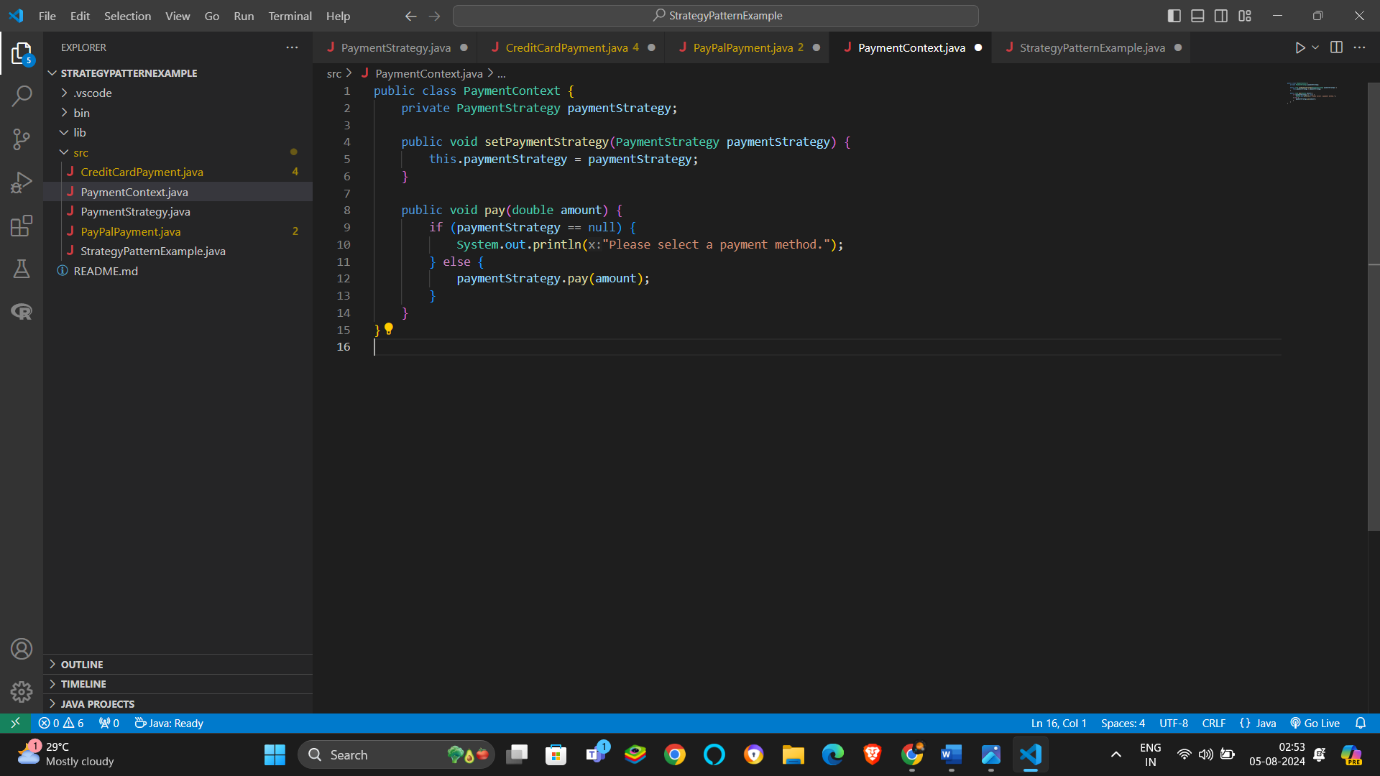 File Edit Selection View Go Run Terminal Help
StrategyPatternExample
5
EXPLORER
STRATEGYPATTERNEXAMPLE
.vscode
bin
lib
src
J CreditCardPayment.java 4
J PaymentContext.java
J PaymentStrategy.java
J PayPalPayment.java 2
J StrategyPatternExample.java
README.md
OUTLINE
TIMELINE
JAVA PROJECTS
J PaymentStrategy.java J CreditCardPayment.java 4 J PayPalPayment.java 2 J PaymentContext.java J StrategyPatternExample.java
src > J PaymentContext.java > ...
1 public class PaymentContext {
2 private PaymentStrategy paymentStrategy;
3
4 public void setPaymentStrategy(PaymentStrategy paymentStrategy) {
5 this.paymentStrategy = paymentStrategy;
6 }
7
8 public void pay(double amount) {
9 if (paymentStrategy == null) {
10 System.out.println(x:"Please select a payment method.");
11 } else {
12 paymentStrategy.pay(amount);
13 }
14 }
15 }
16
0 6 0 Java: Ready Ln 16, Col 1 Spaces: 4 UTF-8 CRLF {} Java Go Live
1
29°C
Mostly cloudy
Search
1
ENG
IN
02:53
05-08-2024
PRE